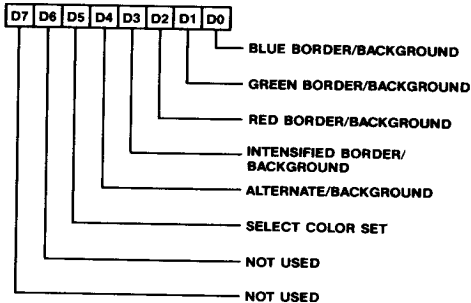 D7 D6 D5 D4 D3 D2 D1 D0
BLUE BORDER/BACKGROUND
GREEN BORDER/BACKGROUND
RED BORDER/BACKGROUND
INTENSIFIED BORDER/
BACKGROUND
ALTERNATE/BACKGROUND
SELECT COLOR SET
NOT USED
NOT USED